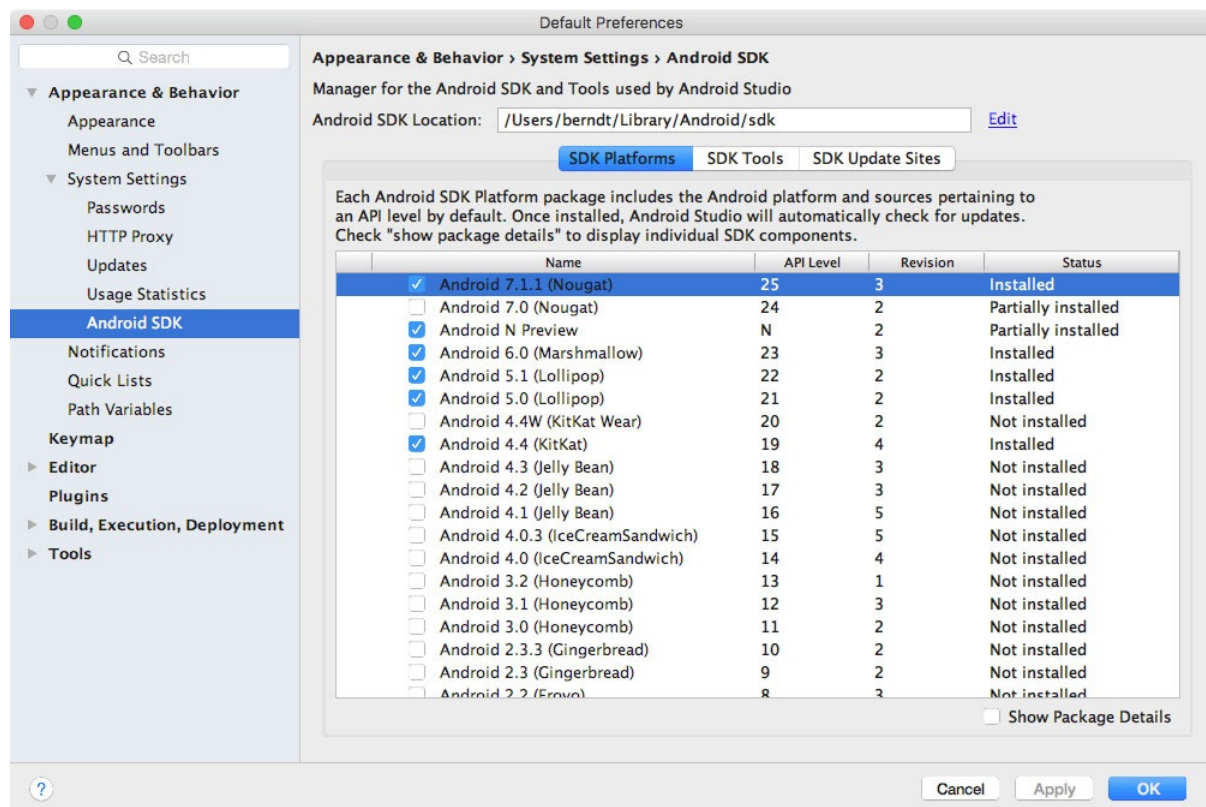 Default Preferences
Search
Appearance & Behavior
Appearance
Menus and Toolbars
System Settings
Passwords
HTTP Proxy
Updates
Usage Statistics
Android SDK
Notifications
Quick Lists
Path Variables
Keymap
Editor
Plugins
Build, Execution, Deployment
Tools
Appearance & Behavior › System Settings › Android SDK
Manager for the Android SDK and Tools used by Android Studio
Android SDK Location: /Users/berndt/Library/Android/sdk Edit
SDK Platforms SDK Tools SDK Update Sites
Each Android SDK Platform package includes the Android platform and sources pertaining to
an API level by default. Once installed, Android Studio will automatically check for updates.
Check "show package details" to display individual SDK components.
Name API Level Revision Status
Android 7.1.1 (Nougat) 25 3 Installed
Android 7.0 (Nougat) 24 2 Partially installed
Android N Preview N 2 Partially installed
Android 6.0 (Marshmallow) 23 3 Installed
Android 5.1 (Lollipop) 22 2 Installed
Android 5.0 (Lollipop) 21 2 Installed
Android 4.4W (KitKat Wear) 20 2 Not installed
Android 4.4 (KitKat) 19 4 Installed
Android 4.3 (Jelly Bean) 18 3 Not installed
Android 4.2 (Jelly Bean) 17 3 Not installed
Android 4.1 (Jelly Bean) 16 5 Not installed
Android 4.0.3 (IceCreamSandwich) 15 5 Not installed
Android 4.0 (IceCreamSandwich) 14 4 Not installed
Android 3.2 (Honeycomb) 13 1 Not installed
Android 3.1 (Honeycomb) 12 3 Not installed
Android 3.0 (Honeycomb) 11 2 Not installed
Android 2.3.3 (Gingerbread) 10 2 Not installed
Android 2.3 (Gingerbread) 9 2 Not installed
Android 2.2 (Froyo) 8 3 Not installed
Show Package Details
? Cancel Apply OK